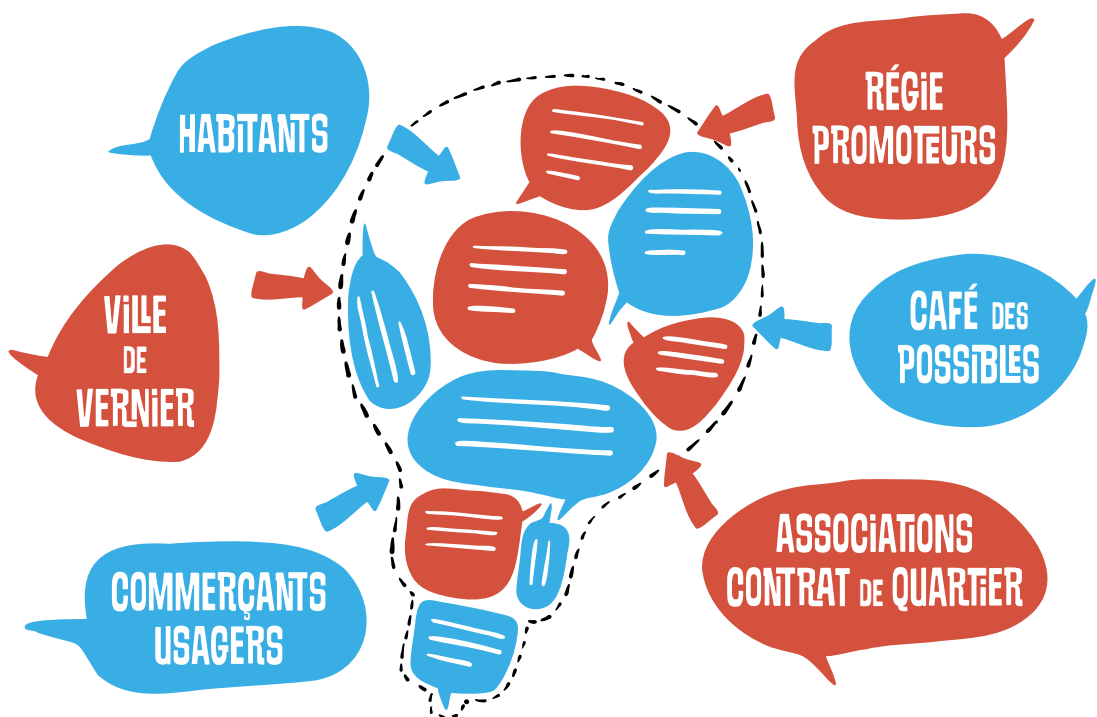 HABITANTS
RÉGIE
PROMOTEURS
VILLE
DE
VERNIER
CAFÉ DES
POSSIBLES
COMMERÇANTS
USAGERS
ASSOCIATIONS
CONTRAT DE QUARTIER